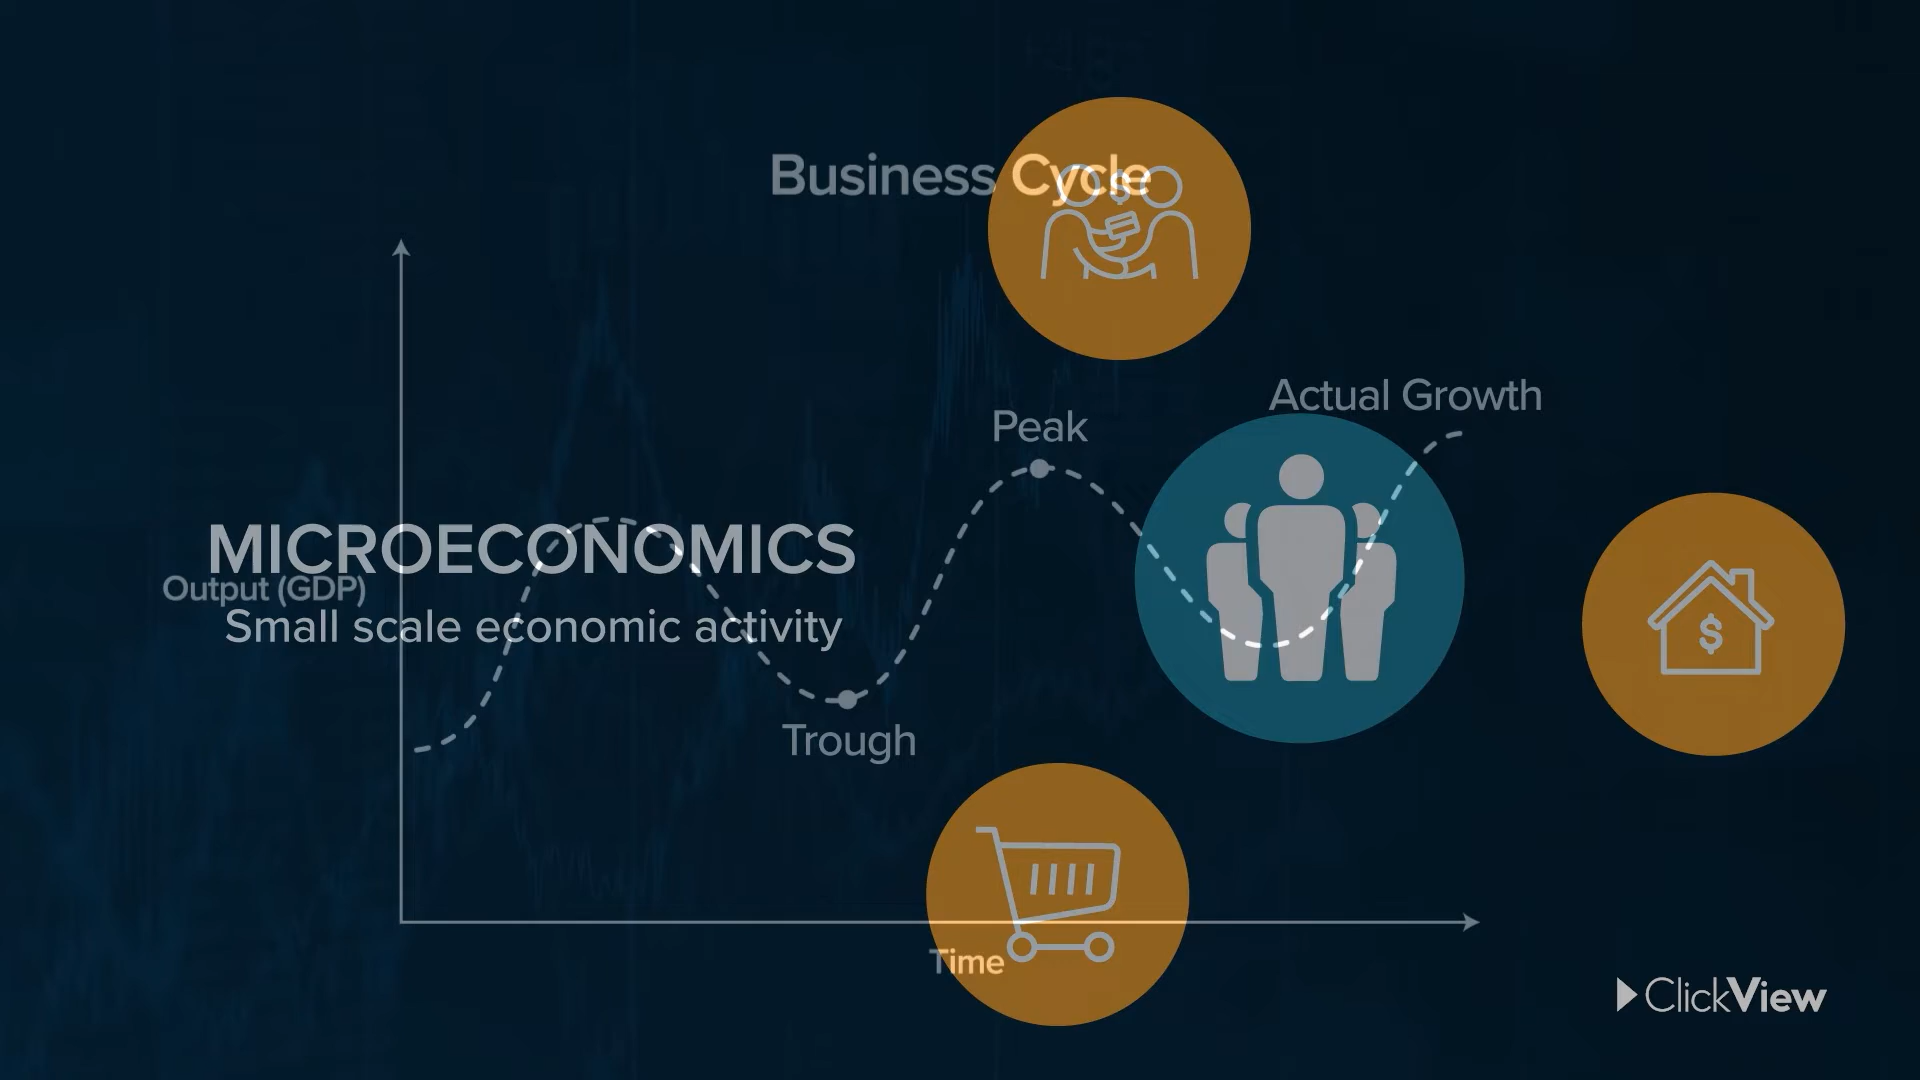 Business Cycle
Actual Growth
Peak
MICROECONOMICS
Output (GDP)
Small scale economic activity
$
Trough
Time
ClickView